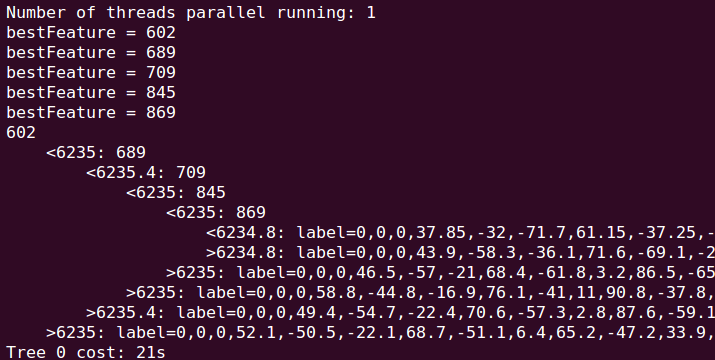 Number of threads parallel running: 1
bestFeature = 602
bestFeature = 689
bestFeature = 709
bestFeature = 845
bestFeature = 869
602
<6235: 689
<6235.4: 709
<6235: 845
<6235: 869
<6234.8: label=0,0,0,37.85,-32,-71.7,61.15,-37.25,-
>6234.8: label=0,0,0,43.9,-58.3,-36.1,71.6,-69.1,-2
>6235: label=0,0,0,46.5,-57,-21,68.4,-61.8,3.2,86.5,-65
>6235: label=0,0,0,58.8,-44.8,-16.9,76.1,-41,11,90.8,-37.8,
>6235.4: label=0,0,0,49.4,-54.7,-22.4,70.6,-57.3,2.8,87.6,-59.1
>6235: label=0,0,0,52.1,-50.5,-22.1,68.7,-51.1,6.4,65.2,-47.2,33.9,
Tree 0 cost: 21s